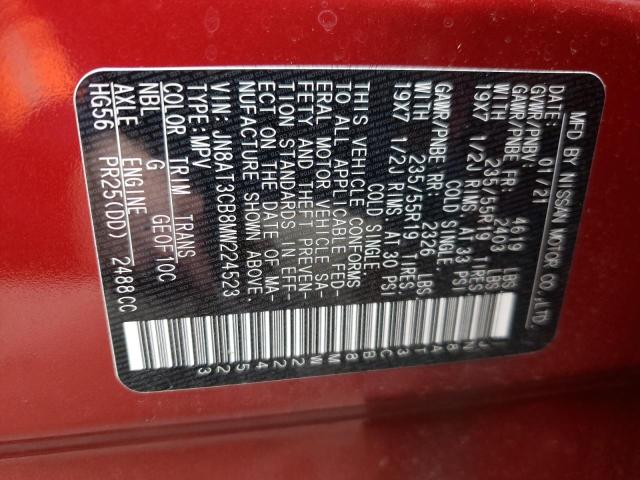 MFD BY NISSAN MOTOR CO.,LTD.
DATE: 01/21
GVWR/PNBV: 4619 LBS
GAWR/PNBE FR. 2403 LBS
WITH 235/55R19 TIRES
19X7 1/2J RIMS AT 33 PSI
COLD SINGLE
GAWR/PNBE RR. 2326 LBS
WITH 235/55R19 TIRES
19X7 1/2J RIMS AT 30 PSI
COLD SINGLE
THIS VEHICLE CONFORMS
TO ALL APPLICABLE FED-
ERAL MOTOR VEHICLE SA-
FETY AND THEFT PREVEN-
TION STANDARDS IN EFF-
ECT ON THE DATE OF MA-
NUFACTURE SHOWN ABOVE.
VIN: JN8AT3CB8MW224523
TYPE: MPV
COLOR TRIM TRANS
NBL G GE0F10C
AXLE ENGINE
HG56 PR25(DD) 2488CC
JN8AT3CB8MW224523